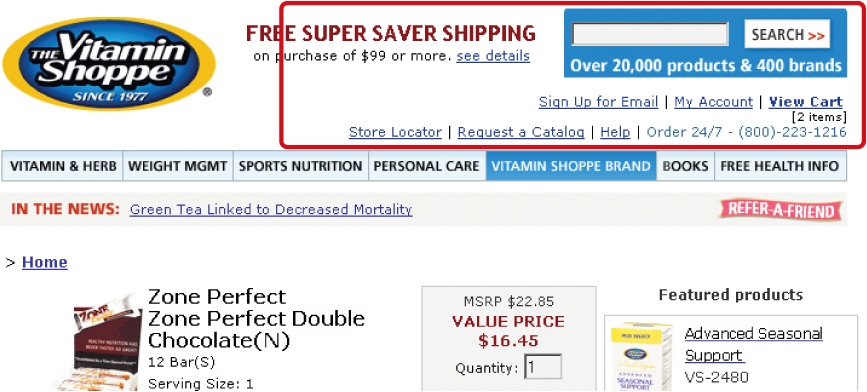 THE Vitamin Shoppe
SINCE 1977
®
FREE SUPER SAVER SHIPPING
on purchase of $99 or more. see details
SEARCH >>
Over 20,000 products & 400 brands
Sign Up for Email | My Account | View Cart
[2 items]
Store Locator | Request a Catalog | Help | Order 24/7 - (800)-223-1216
VITAMIN & HERB WEIGHT MGMT SPORTS NUTRITION PERSONAL CARE VITAMIN SHOPPE BRAND BOOKS FREE HEALTH INFO
IN THE NEWS: Green Tea Linked to Decreased Mortality
REFER-A-FRIEND
> Home
Zone Perfect
Zone Perfect Double
Chocolate(N)
12 Bar(S)
Serving Size: 1
ZONE
MSRP $22.85
VALUE PRICE
$16.45
Quantity: 1
Featured products
Advanced Seasonal
Support
VS-2480
ADVANCED
SEASONAL
SUPPORT